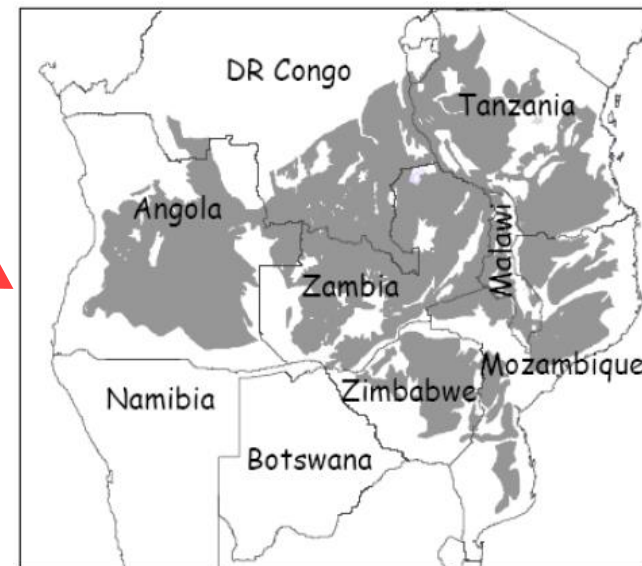 DR Congo
Tanzania
Angola
Malawi
Zambia
Mozambique
Zimbabwe
Namibia
Botswana